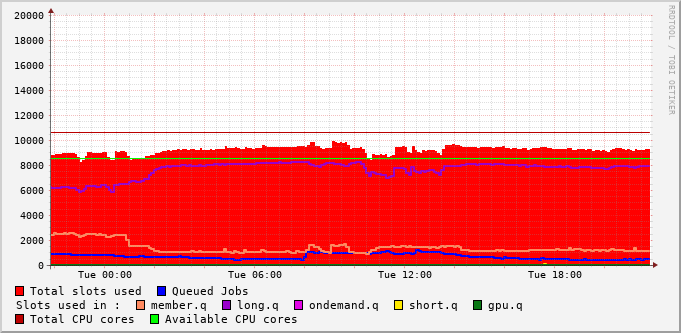 20000
18000
16000
14000
12000
10000
8000
6000
4000
2000
0
Tue 00:00 Tue 06:00 Tue 12:00 Tue 18:00
RRDTOOL / TOBI OETIKER
Total slots used Queued Jobs
Slots used in : member.q long.q ondemand.q short.q gpu.q
Total CPU cores Available CPU cores